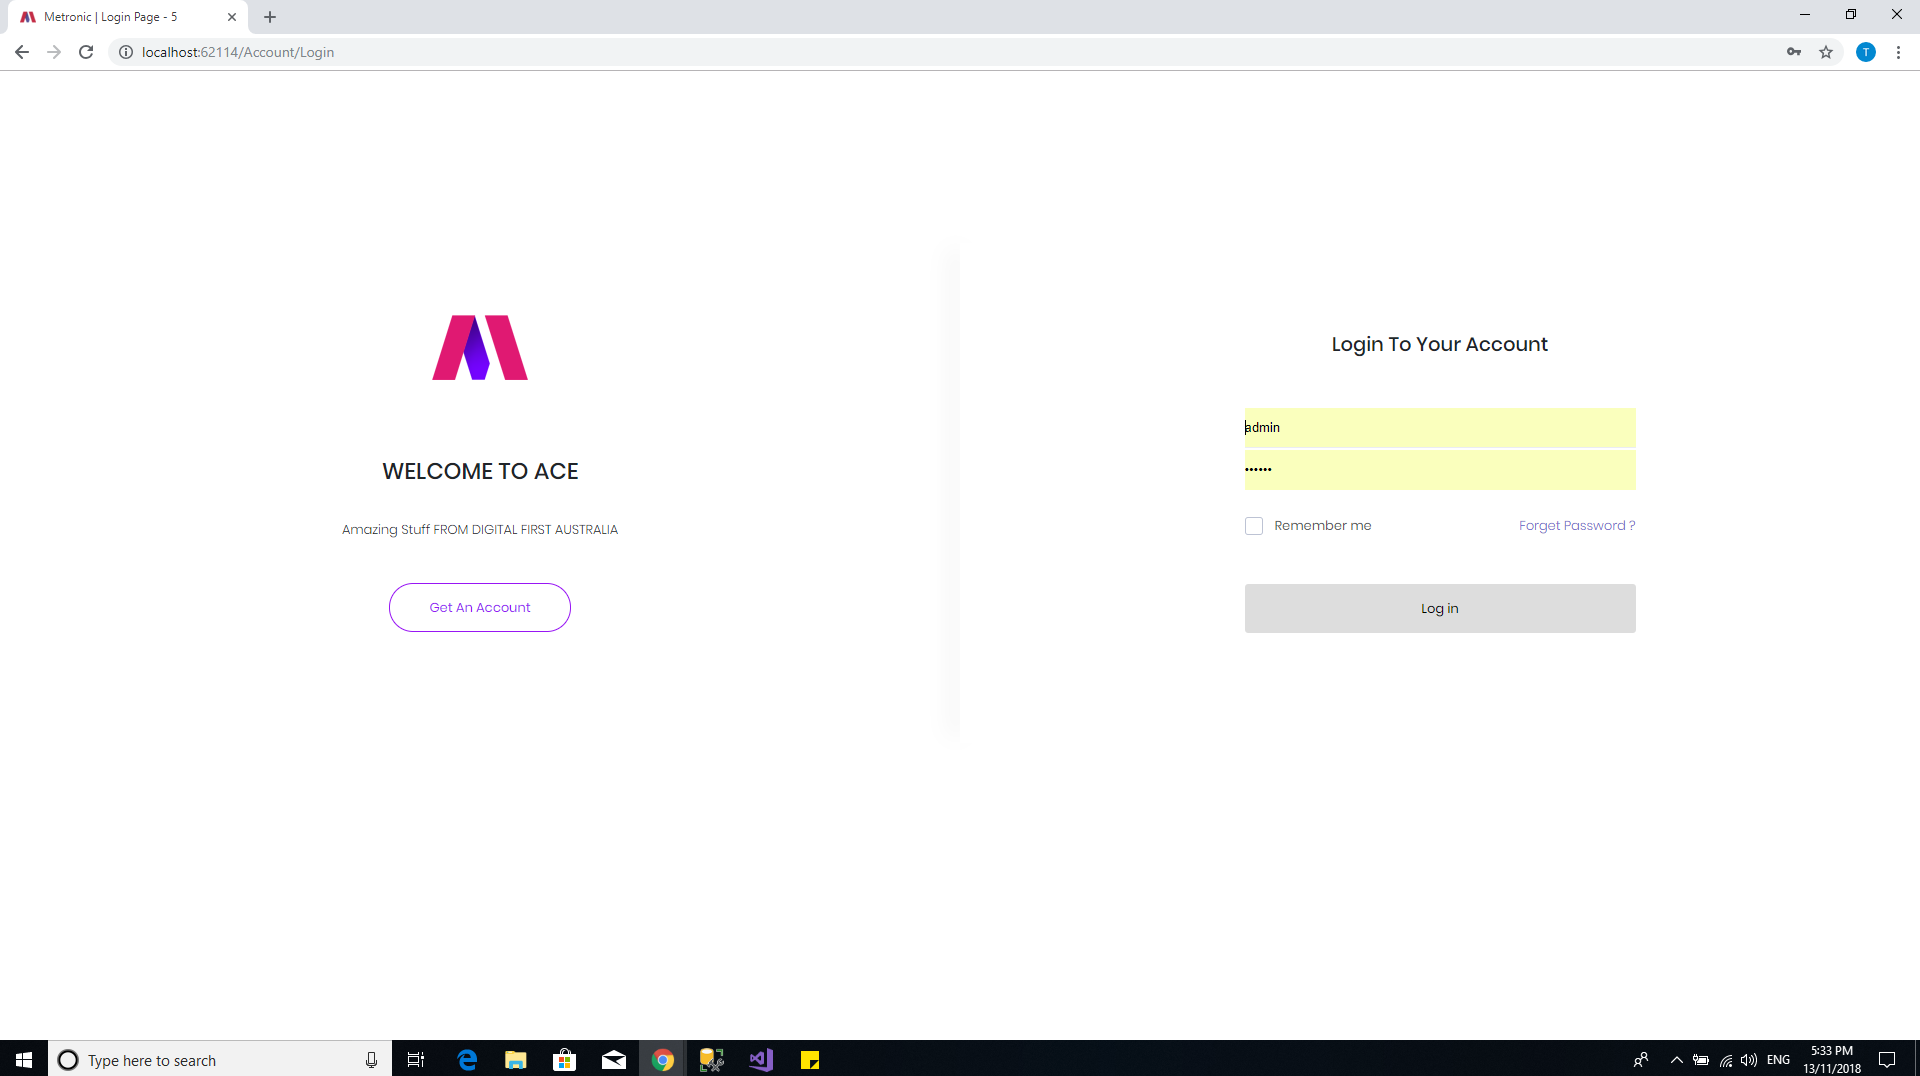 Metronic | Login Page - 5
localhost:62114/Account/Login
T
WELCOME TO ACE
Amazing Stuff FROM DIGITAL FIRST AUSTRALIA
Get An Account
Login To Your Account
admin
••••••
Remember me
Forget Password ?
Log in
Type here to search
ENG
5:33 PM
13/11/2018